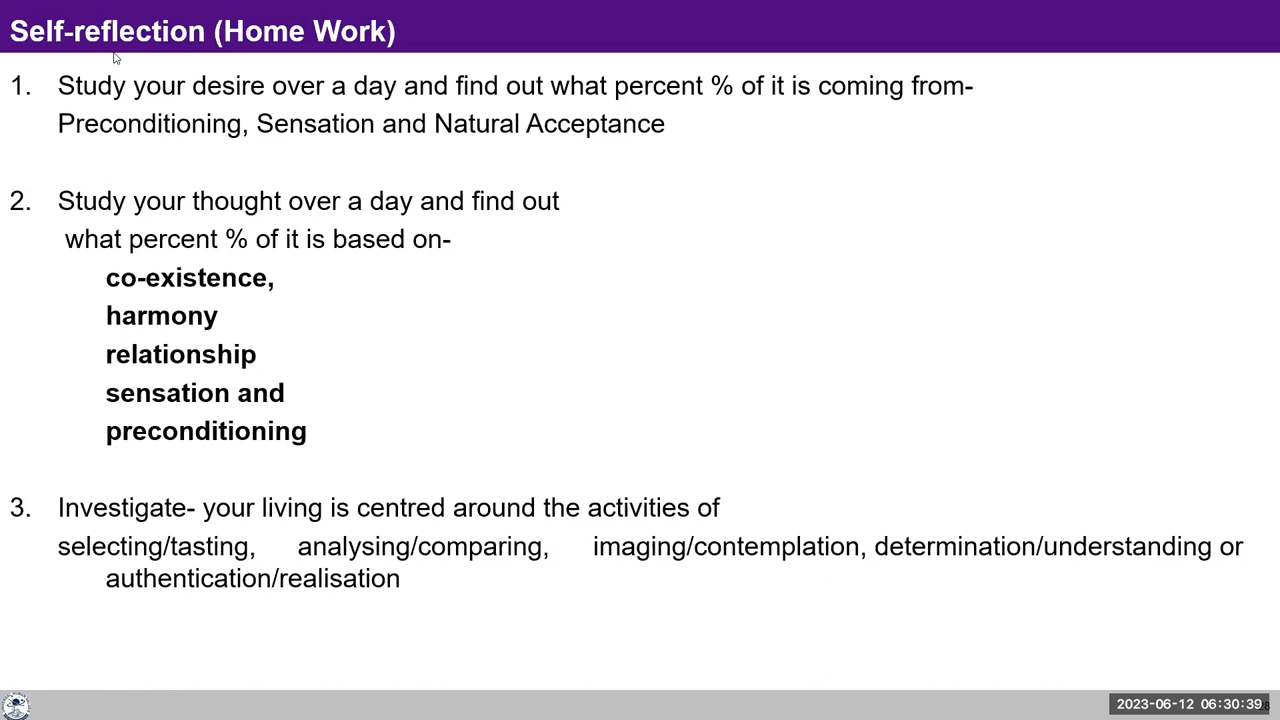 Self-reflection (Home Work)
1. Study your desire over a day and find out what percent % of it is coming from-
Preconditioning, Sensation and Natural Acceptance
2. Study your thought over a day and find out
what percent % of it is based on-
co-existence,
harmony
relationship
sensation and
preconditioning
3. Investigate- your living is centred around the activities of
selecting/tasting, analysing/comparing, imaging/contemplation, determination/understanding or
authentication/realisation
2023-06-12 06:30:39